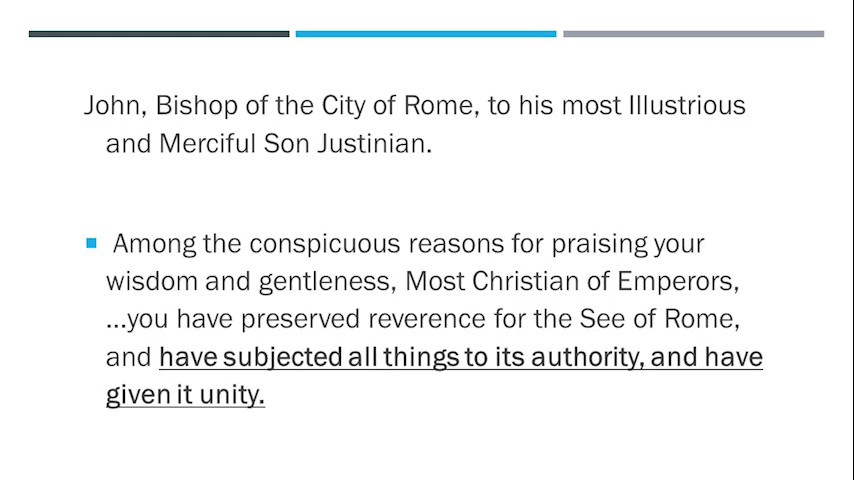 John, Bishop of the City of Rome, to his most Illustrious
and Merciful Son Justinian.
Among the conspicuous reasons for praising your
wisdom and gentleness, Most Christian of Emperors,
...you have preserved reverence for the See of Rome,
and have subjected all things to its authority, and have
given it unity.